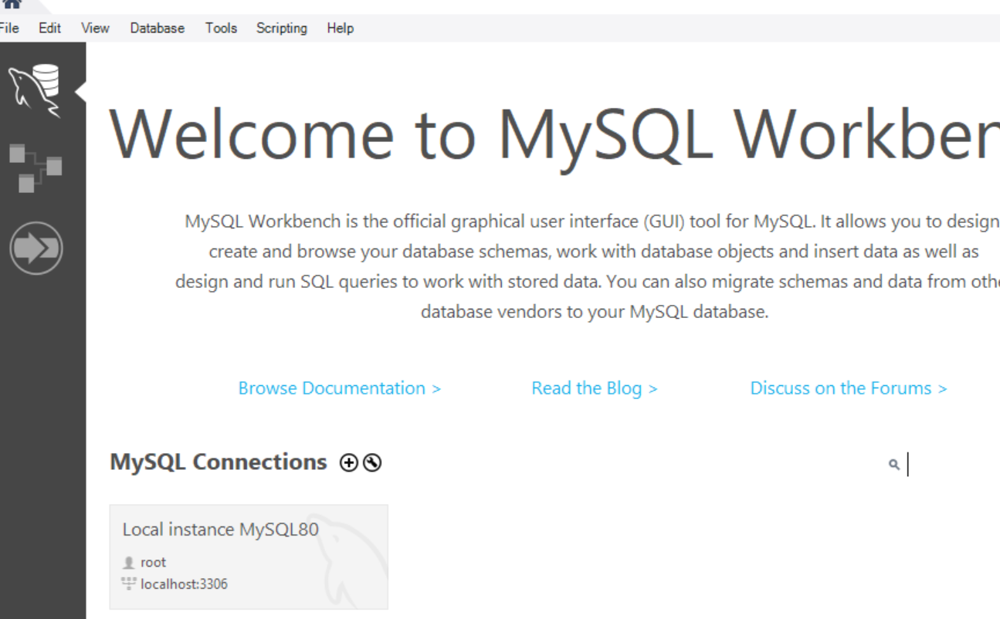 File Edit View Database Tools Scripting Help
Welcome to MySQL Workben
MySQL Workbench is the official graphical user interface (GUI) tool for MySQL. It allows you to design
create and browse your database schemas, work with database objects and insert data as well as
design and run SQL queries to work with stored data. You can also migrate schemas and data from othe
database vendors to your MySQL database.
Browse Documentation > Read the Blog > Discuss on the Forums >
MySQL Connections
Local instance MySQL80
root
localhost:3306